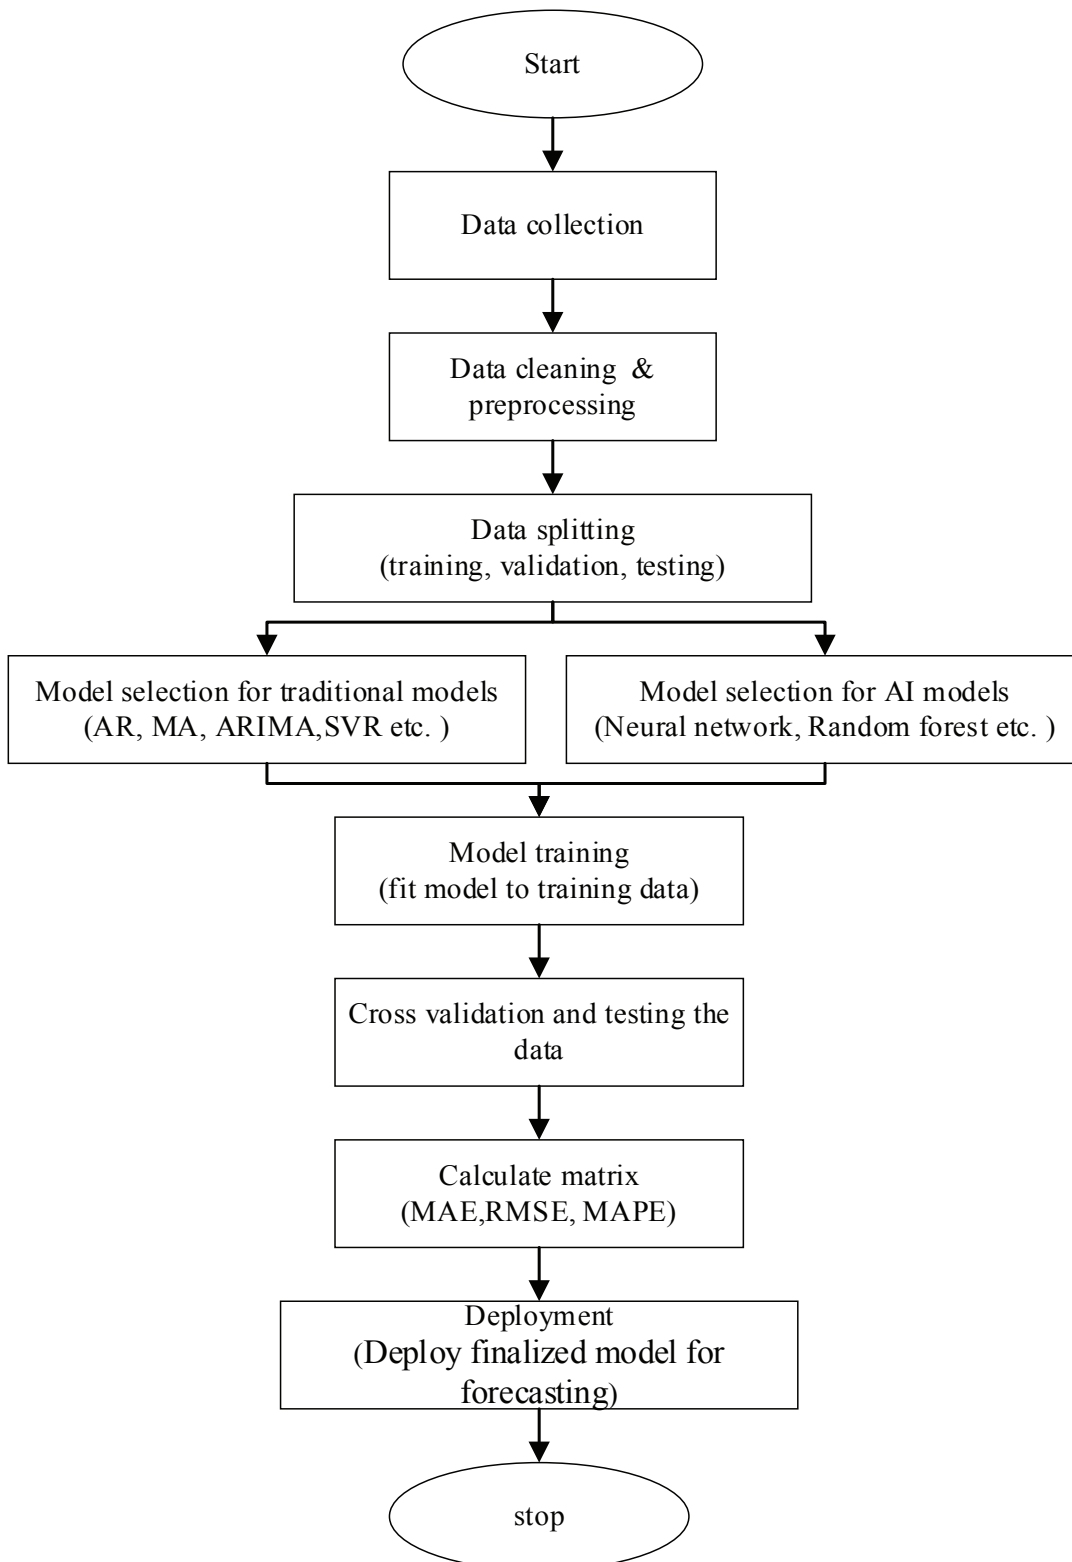 Start
Data collection
Data cleaning &
preprocessing
Data splitting
(training, validation, testing)
Model selection for traditional models
(AR, MA, ARIMA,SVR etc. )
Model selection for AI models
(Neural network, Random forest etc. )
Model training
(fit model to training data)
Cross validation and testing the
data
Calculate matrix
(MAE,RMSE, MAPE)
Deployment
(Deploy finalized model for
forecasting)
stop